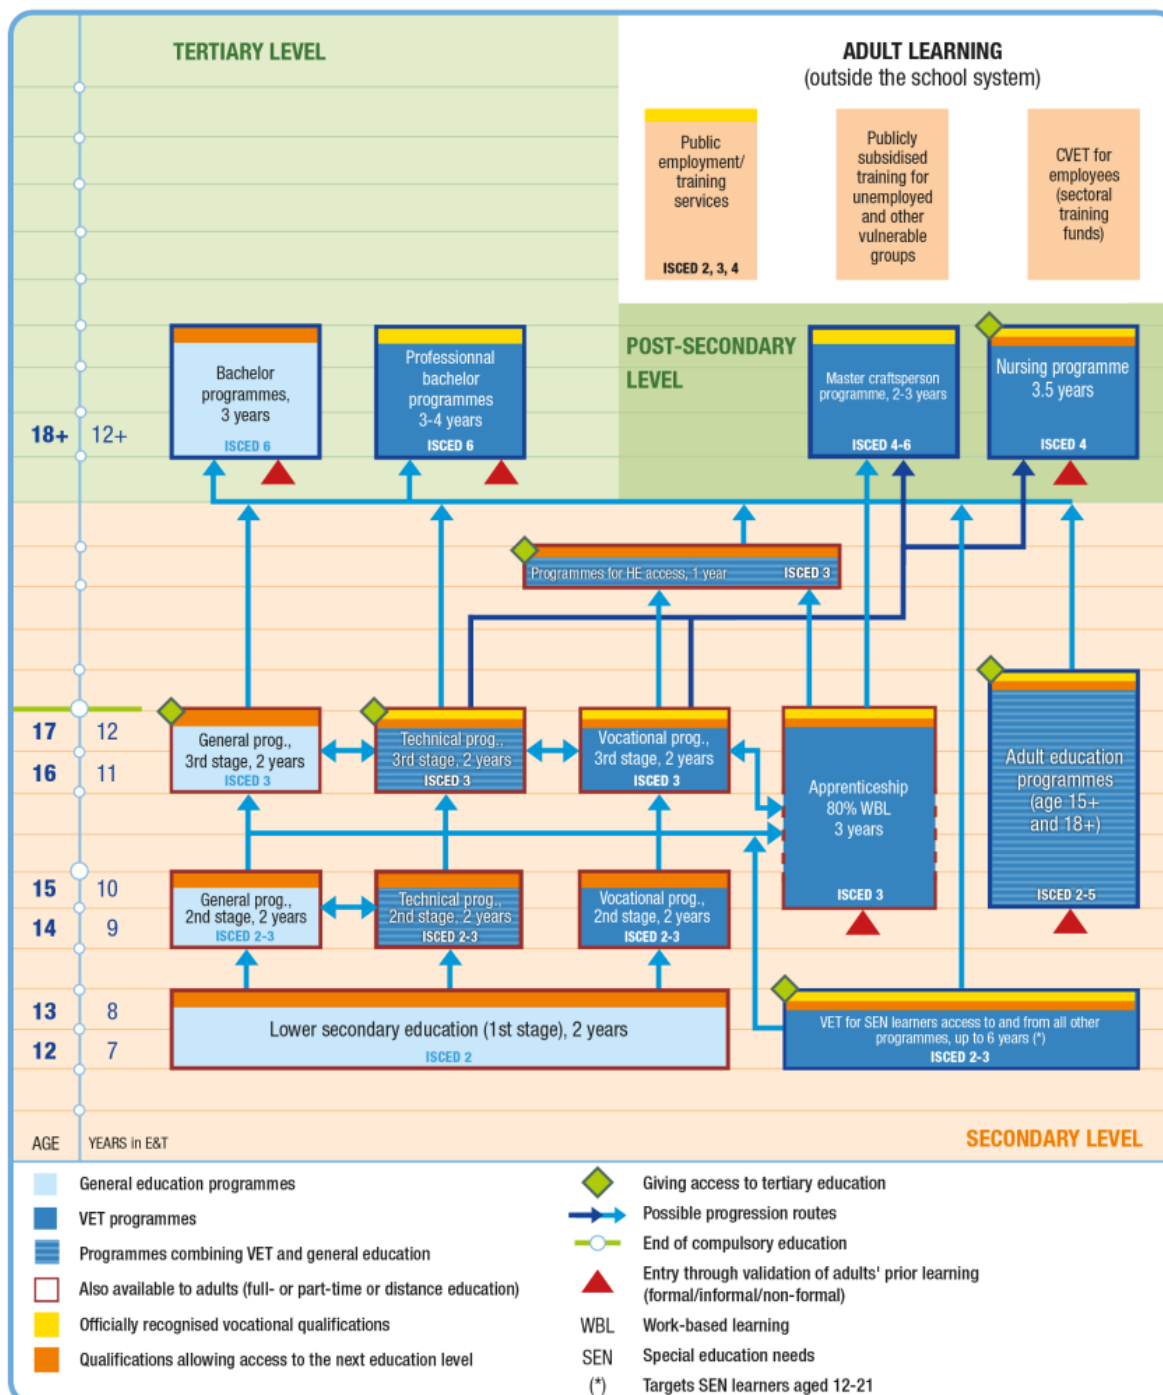 TERTIARY LEVEL
ADULT LEARNING
(outside the school system)
Public
employment/
training
services
ISCED 2, 3, 4
Publicly
subsidised
training for
unemployed
and other
vulnerable
groups
CVET for
employees
(sectoral
training
funds)
POST-SECONDARY
LEVEL
Bachelor
programmes,
3 years
ISCED 6
Professionnal
bachelor
programmes
3-4 years
ISCED 6
Master craftsperson
programme, 2-3 years
ISCED 4-6
Nursing programme
3.5 years
ISCED 4
18+ 12+
Programmes for HE access, 1 year ISCED 3
17 12
16 11
General prog.,
3rd stage, 2 years
ISCED 3
Technical prog.,
3rd stage, 2 years
ISCED 3
Vocational prog.,
3rd stage, 2 years
ISCED 3
Apprenticeship
80% WBL
3 years
ISCED 3
Adult education
programmes
(age 15+
and 18+)
ISCED 2-5
15 10
14 9
General prog.,
2nd stage, 2 years
ISCED 2-3
Technical prog.,
2nd stage, 2 years
ISCED 2-3
Vocational prog.,
2nd stage, 2 years
ISCED 2-3
13 8
12 7
Lower secondary education (1st stage), 2 years
ISCED 2
VET for SEN learners access to and from all other
programmes, up to 6 years (*)
ISCED 2-3
AGE YEARS in E&T
SECONDARY LEVEL
General education programmes
VET programmes
Programmes combining VET and general education
Also available to adults (full- or part-time or distance education)
Officially recognised vocational qualifications
Qualifications allowing access to the next education level
Giving access to tertiary education
Possible progression routes
End of compulsory education
Entry through validation of adults' prior learning
(formal/informal/non-formal)
WBL Work-based learning
SEN Special education needs
(*) Targets SEN learners aged 12-21